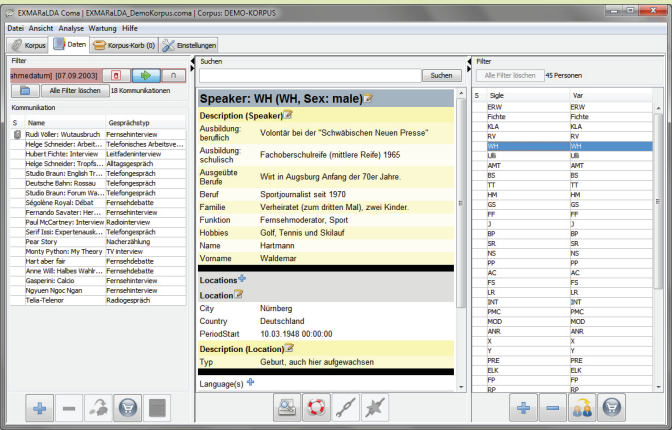 EXMARaLDA Coma | EXMARaLDA_DemoKorpus.coma | Corpus: DEMO-KORPUS
Datei Ansicht Analyse Wartung Hilfe
Korpus Daten Korpus-Korb (0) Einstellungen
Filter
ahmedatum] [07.09.2003]
Alle Filter löschen 18 Kommunikationen
Kommunikation
S Name Gesprächstyp
Rudi Völler: Wutausbruch Fernsehinterview
Helge Schneider: Arbeit... Telefonisches Arbeitsve...
Hubert Fichte: Interview Leitfadeninterview
Helge Schneider: Tropfs... Alltagsgespräch
Studio Braun: English Tr... Telefongespräch
Deutsche Bahn: Rossau Telefongespräch
Studio Braun: Forum Wa... Telefongespräch
Ségolène Royal: Débat Fernsehdebatte
Fernando Savater: Her... Fernsehinterview
Paul McCartney: Interview Radiointerview
Serif Issi: Expertenausk... Telefongespräch
Pear Story Nacherzählung
Monty Python: My Theory TV interview
Hart aber fair Fernsehdebatte
Anne Will: Halbes Wahlr... Fernsehdebatte
Gasperini: Calcio Fernsehinterview
Nguyen Ngoc Ngan Fernsehinterview
Telia-Telenor Radiogespräch
Suchen
Suchen
Speaker: WH (WH, Sex: male)
Description (Speaker)
Ausbildung: beruflich Volontär bei der "Schwäbischen Neuen Presse"
Ausbildung: schulisch Fachoberschulreife (mittlere Reife) 1965
Ausgeübte Berufe Wirt in Augsburg Anfang der 70er Jahre.
Beruf Sportjournalist seit 1970
Familie Verheiratet (zum dritten Mal), zwei Kinder.
Funktion Fernsehmoderator, Sport
Hobbies Golf, Tennis und Skilauf
Name Hartmann
Vorname Waldemar
Locations
Location
City Nürnberg
Country Deutschland
PeriodStart 10.03.1948 00:00:00
Description (Location)
Typ Geburt, auch hier aufgewachsen
Language(s)
Filter
Alle Filter löschen 45 Personen
S Sigle Var
ERW ERW
Fichte Fichte
KLA KLA
RV RV
WH WH
Ulli Ulli
AMT AMT
BS BS
TT TT
HM HM
GS GS
FF FF
J J
BP BP
SR SR
NS NS
PP PP
AC AC
FS FS
LR LR
INT INT
PMC PMC
MOD MOD
ANR ANR
X X
Y Y
PRE PRE
ELK ELK
FP FP
RP RP